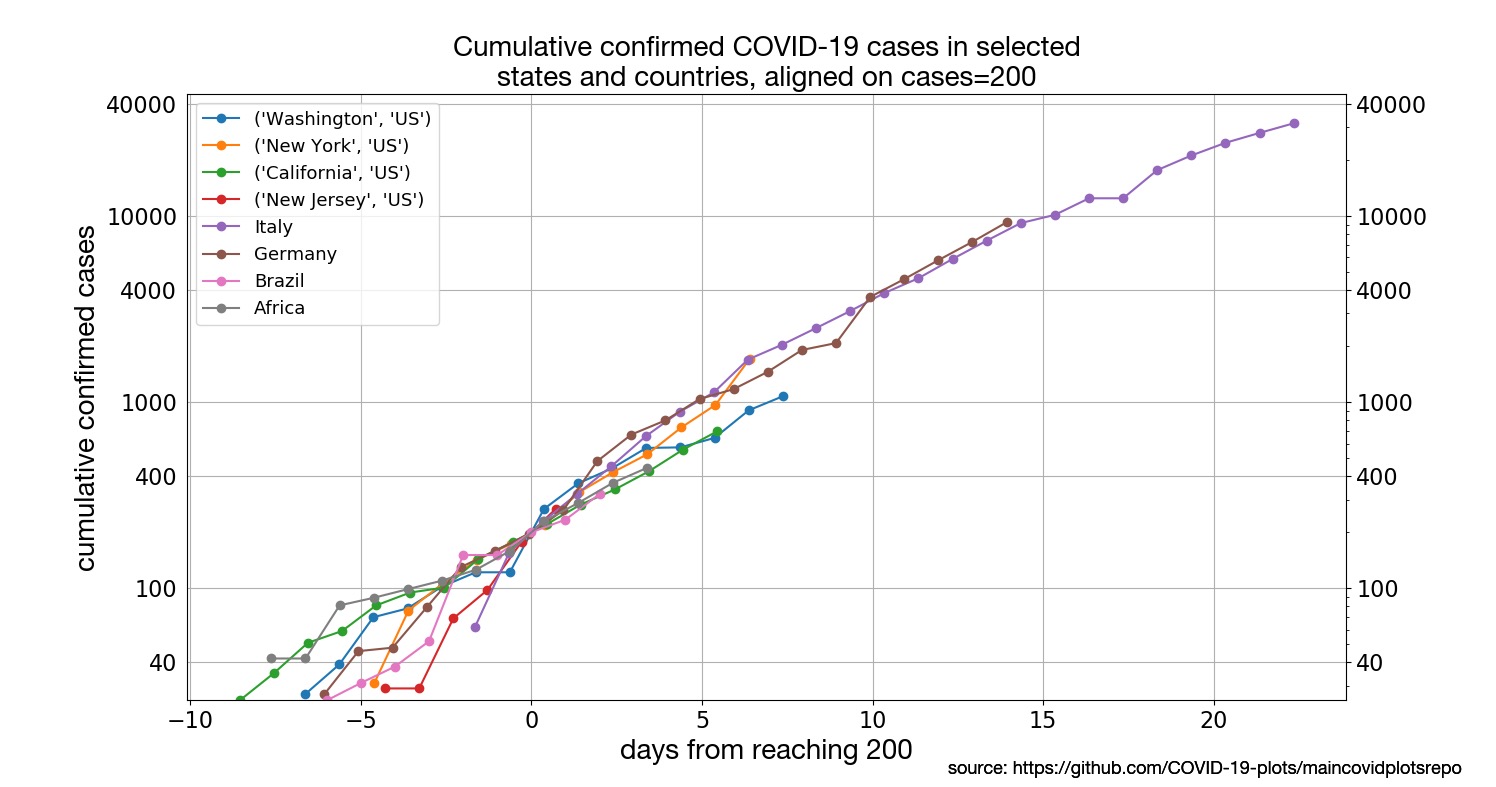 Cumulative confirmed COVID-19 cases in selected
states and countries, aligned on cases=200
40000
10000
4000
1000
400
100
40
cumulative confirmed cases
('Washington', 'US')
('New York', 'US')
('California', 'US')
('New Jersey', 'US')
Italy
Germany
Brazil
Africa
40000
10000
4000
1000
400
100
40
−10 −5 0 5 10 15 20
days from reaching 200
source: https://github.com/COVID-19-plots/maincovidplotsrepo